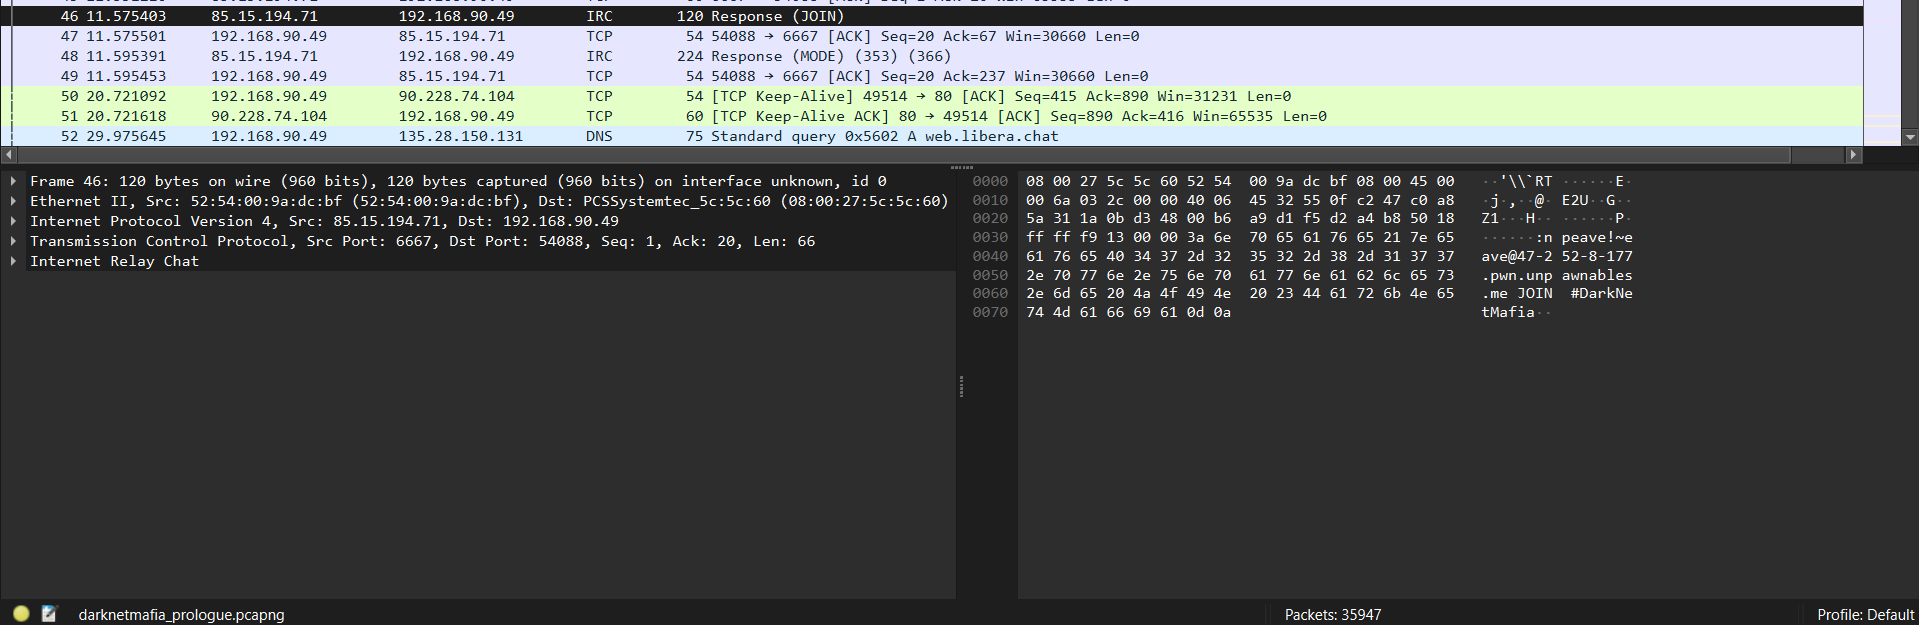 46 11.575403 85.15.194.71 192.168.90.49 IRC 120 Response (JOIN)
47 11.575501 192.168.90.49 85.15.194.71 TCP 54 54088 → 6667 [ACK] Seq=20 Ack=67 Win=30660 Len=0
48 11.595391 85.15.194.71 192.168.90.49 IRC 224 Response (MODE) (353) (366)
49 11.595453 192.168.90.49 85.15.194.71 TCP 54 54088 → 6667 [ACK] Seq=20 Ack=237 Win=30660 Len=0
50 20.721092 192.168.90.49 90.228.74.104 TCP 54 [TCP Keep-Alive] 49514 → 80 [ACK] Seq=415 Ack=890 Win=31231 Len=0
51 20.721618 90.228.74.104 192.168.90.49 TCP 60 [TCP Keep-Alive ACK] 80 → 49514 [ACK] Seq=890 Ack=416 Win=65535 Len=0
52 29.975645 192.168.90.49 135.28.150.131 DNS 75 Standard query 0x5602 A web.libera.chat
Frame 46: 120 bytes on wire (960 bits), 120 bytes captured (960 bits) on interface unknown, id 0
Ethernet II, Src: 52:54:00:9a:dc:bf (52:54:00:9a:dc:bf), Dst: PCSSystemtec_5c:5c:60 (08:00:27:5c:5c:60)
Internet Protocol Version 4, Src: 85.15.194.71, Dst: 192.168.90.49
Transmission Control Protocol, Src Port: 6667, Dst Port: 54088, Seq: 1, Ack: 20, Len: 66
Internet Relay Chat
0000 08 00 27 5c 5c 60 52 54 00 9a dc bf 08 00 45 00 ··'\\`RT ······E·
0010 00 6a 03 2c 00 00 40 06 45 32 55 0f c2 47 c0 a8 ·j·,··@· E2U··G··
0020 5a 31 1a 0b d3 48 00 b6 a9 d1 f5 d2 a4 b8 50 18 Z1···H·· ······P·
0030 ff ff f9 13 00 00 3a 6e 70 65 61 76 65 21 7e 65 ······:n peave!~e
0040 61 76 65 40 34 37 2d 32 35 32 2d 38 2d 31 37 37 ave@47-2 52-8-177
0050 2e 70 77 6e 2e 75 6e 70 61 77 6e 61 62 6c 65 73 .pwn.unp awnables
0060 2e 6d 65 20 4a 4f 49 4e 20 23 44 61 72 6b 4e 65 .me JOIN #DarkNe
0070 74 4d 61 66 69 61 0d 0a tMafia··
darknetmafia_prologue.pcapng Packets: 35947 Profile: Default